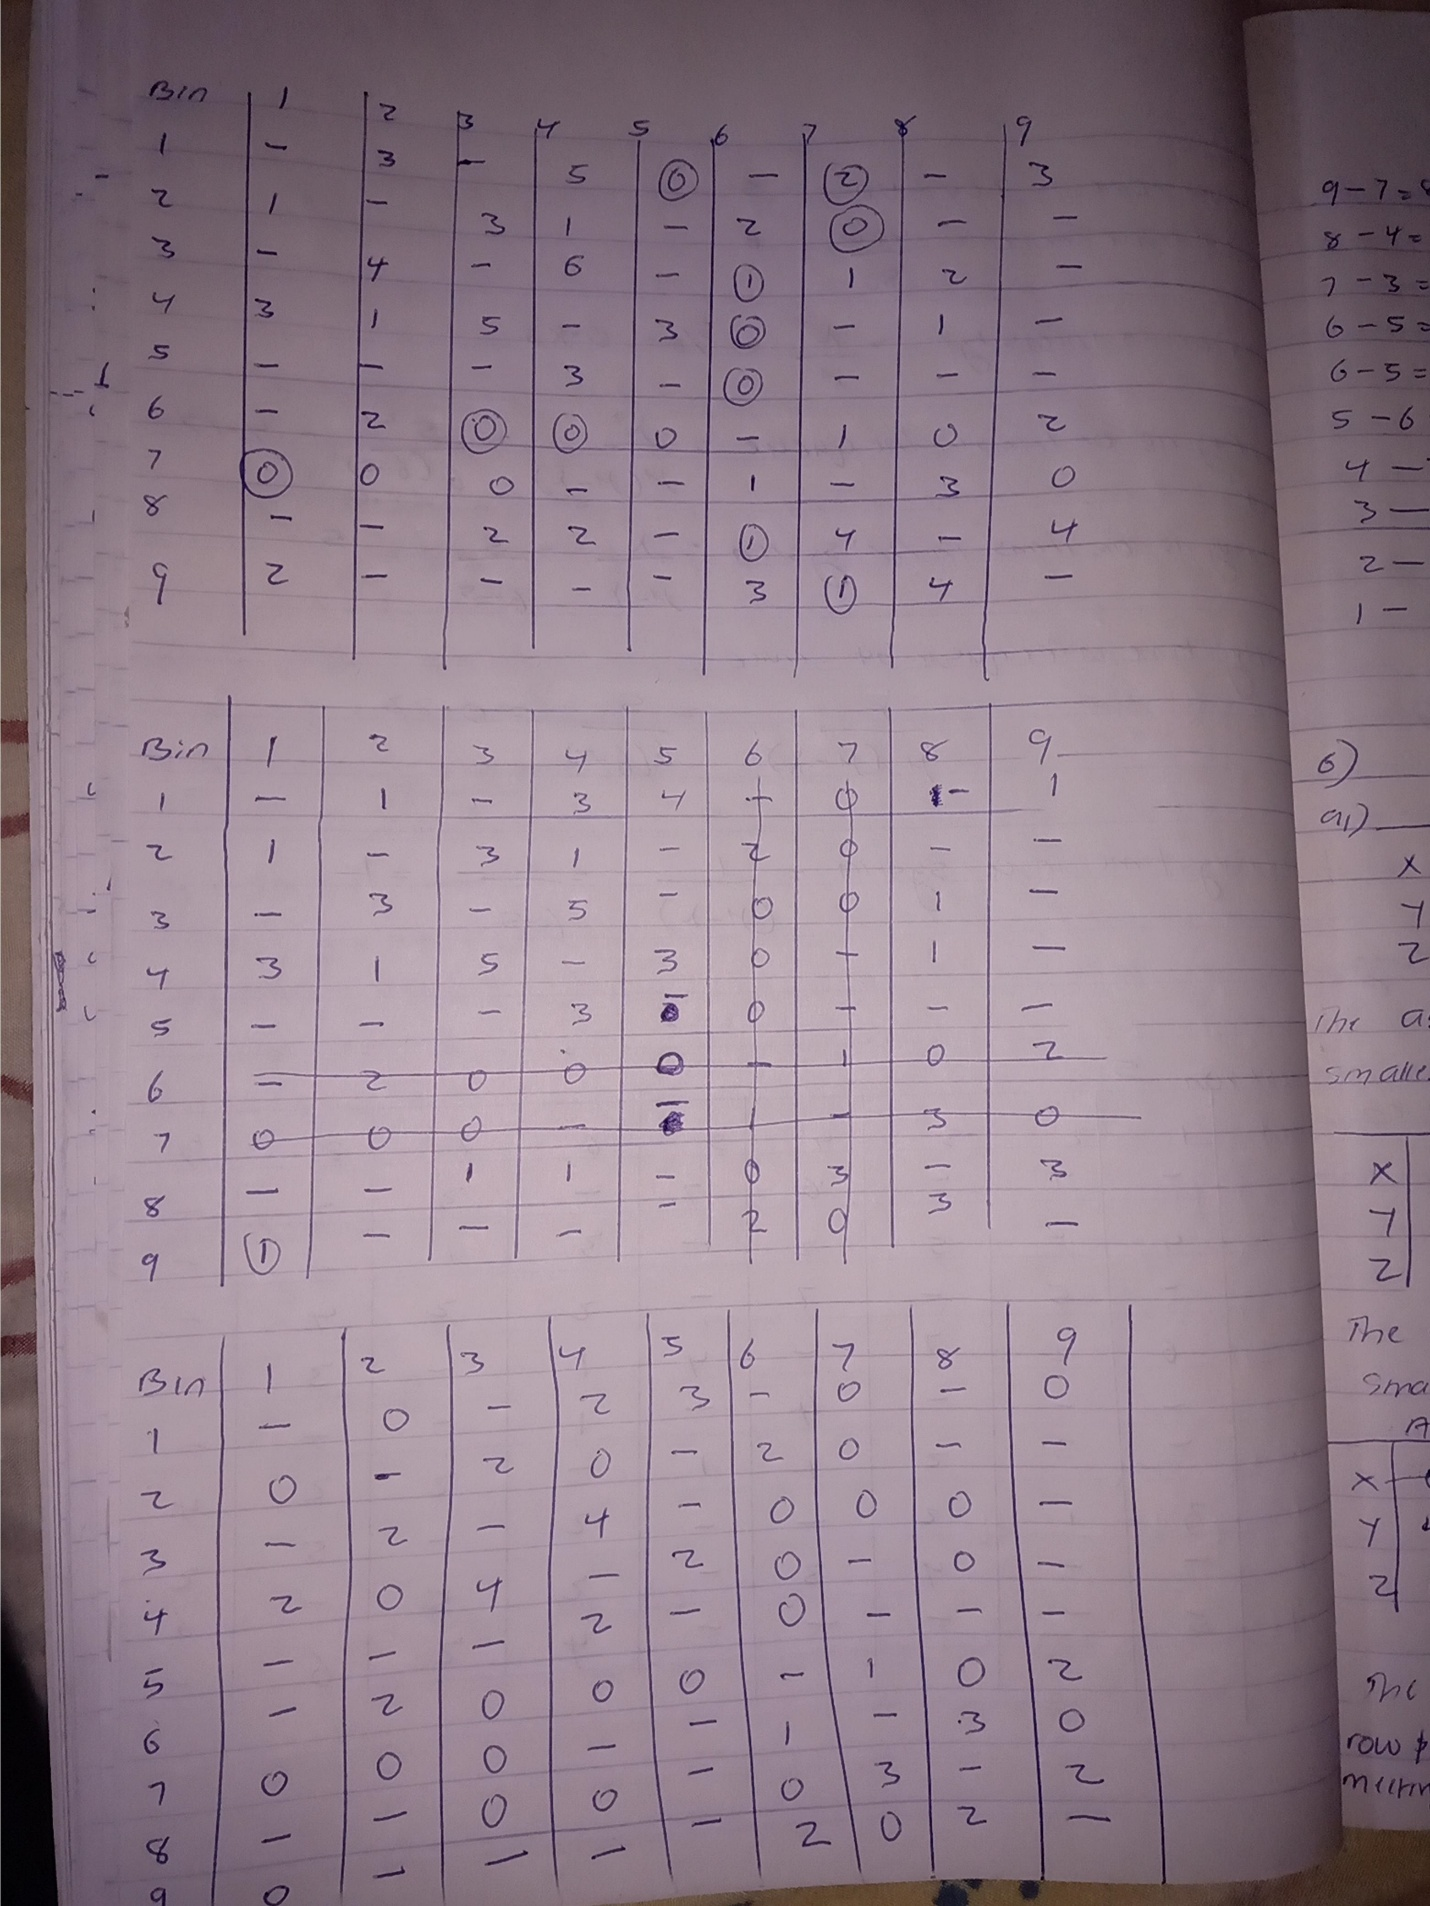 Bin 1 2 3 4 5 6 7 8 9
1 - 3 - 5 0 - 2 - 3
2 1 - 3 1 - 2 0 - -
3 - 4 - 6 - 1 1 2 -
4 3 1 5 - 3 0 - 1 -
5 - - - 3 - 0 - - -
6 - 2 0 0 0 - 1 0 2
7 0 0 0 - - 1 - 3 0
8 - - 2 2 - 1 4 - 4
9 2 - - - - 3 1 4 -
Bin 1 2 3 4 5 6 7 8 9
1 - 1 - 3 4 - 0 - 1
2 1 - 3 1 - 2 0 - -
3 - 3 - 5 - 0 0 1 -
4 3 1 5 - 3 0 - 1 -
5 - - - 3 - 0 - - -
6 - 2 0 0 0 - 1 0 2
7 0 0 0 - - 1 - 3 0
8 - - 1 1 - 0 3 - 3
9 1 - - - - 2 0 3 -
Bin 1 2 3 4 5 6 7 8 9
1 - 0 - 2 3 - 0 - 0
2 0 - 2 0 - 2 0 - -
3 - 2 - 4 - 0 0 0 -
4 2 0 4 - 2 0 - 0 -
5 - - - 2 - 0 - - -
6 - 2 0 0 0 - 1 0 2
7 0 0 0 - - 1 - 3 0
8 - - 0 0 - 0 3 - 2
9 0 - - - - 2 0 2 -
9 - 7 =
8 - 4 =
7 - 3 =
6 - 5 =
6 - 5 =
5 - 6
4 -
3 -
2 -
1 -
6)
a,)
x
y
z
The
x
y
z
The
x
y
z
The
row